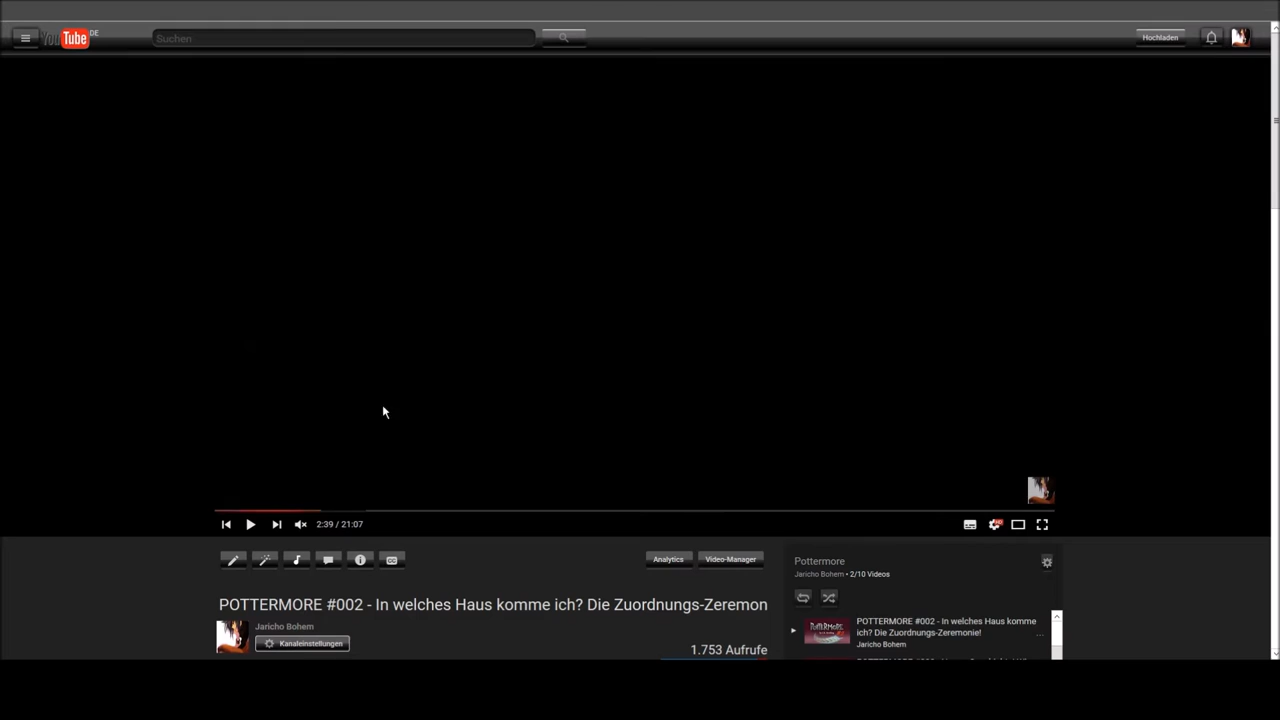 YouTube DE
Suchen
Hochladen
2:39 / 21:07
Analytics
Video-Manager
POTTERMORE #002 - In welches Haus komme ich? Die Zuordnungs-Zeremon
Jaricho Bohem
Kanaleinstellungen
1.753 Aufrufe
Pottermore
Jaricho Bohem • 2/10 Videos
POTTERMORE
POTTERMORE #002 - In welches Haus komme
ich? Die Zuordnungs-Zeremonie!
Jaricho Bohem